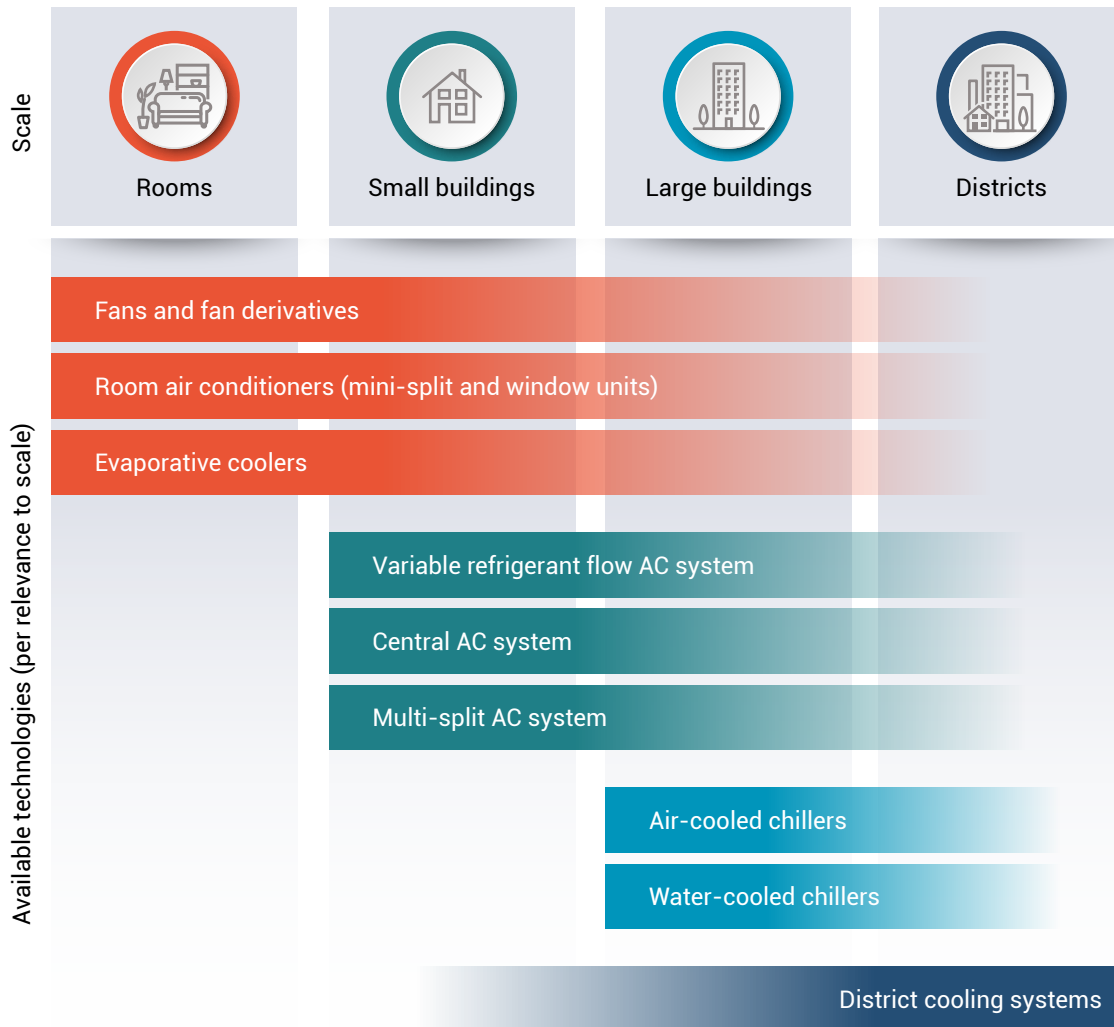 Scale
Rooms
Small buildings
Large buildings
Districts
Available technologies (per relevance to scale)
Fans and fan derivatives
Room air conditioners (mini-split and window units)
Evaporative coolers
Variable refrigerant flow AC system
Central AC system
Multi-split AC system
Air-cooled chillers
Water-cooled chillers
District cooling systems